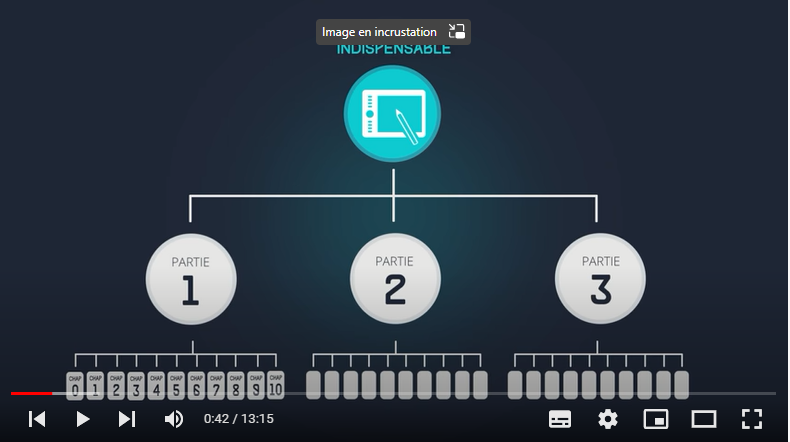 Image en incrustation
INDISPENSABLE
PARTIE
1
PARTIE
2
PARTIE
3
CHAP
0
CHAP
1
CHAP
2
CHAP
3
CHAP
4
CHAP
5
CHAP
6
CHAP
7
CHAP
8
CHAP
9
CHAP
10
0:42 / 13:15